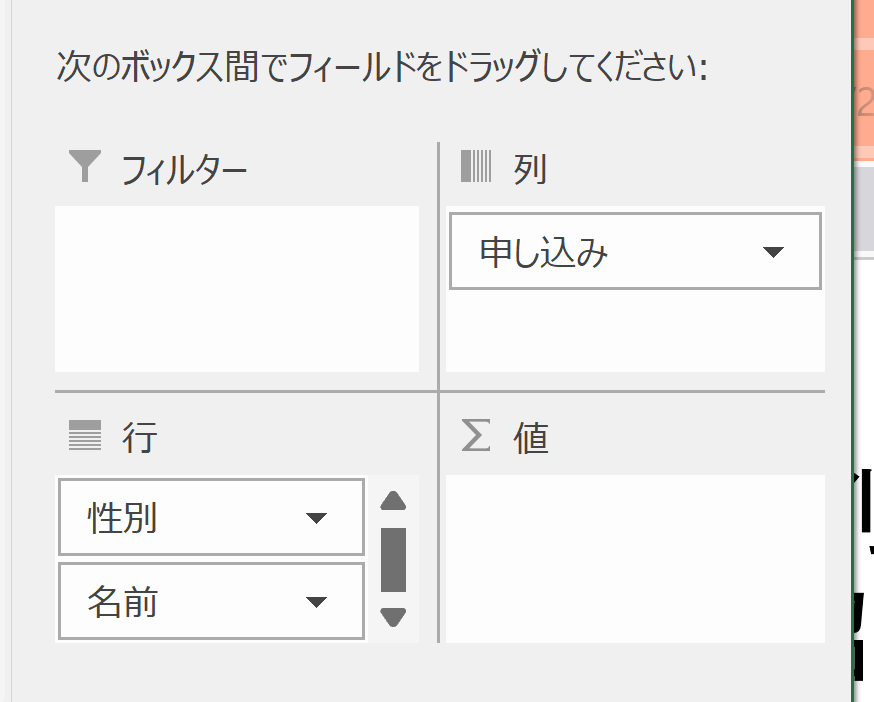 次のボックス間でフィールドをドラッグしてください:
フィルター
列
申し込み
行
Σ 値
性別
名前